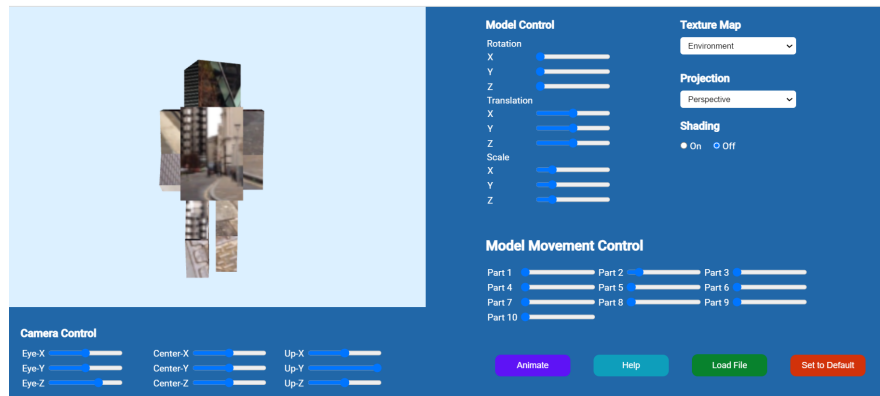 Model Control
Rotation
X
Y
Z
Translation
X
Y
Z
Scale
X
Y
Z
Texture Map
Environment
Projection
Perspective
Shading
On Off
Model Movement Control
Part 1 Part 2 Part 3
Part 4 Part 5 Part 6
Part 7 Part 8 Part 9
Part 10
Camera Control
Eye-X Center-X Up-X
Eye-Y Center-Y Up-Y
Eye-Z Center-Z Up-Z
Animate Help Load File Set to Default